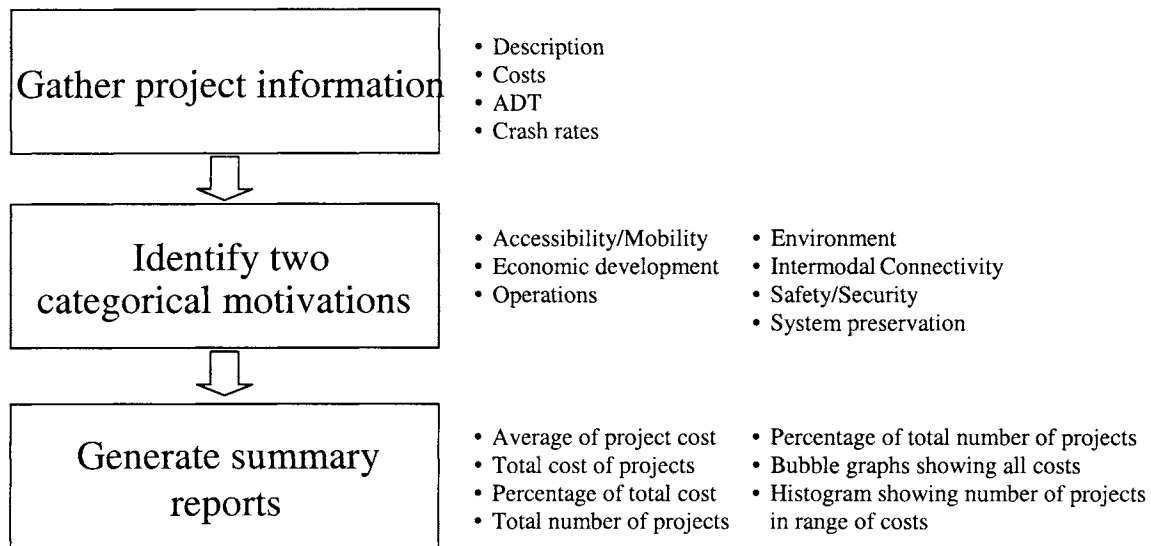 Gather project information
• Description
• Costs
• ADT
• Crash rates
Identify two
categorical motivations
• Accessibility/Mobility
• Economic development
• Operations
• Environment
• Intermodal Connectivity
• Safety/Security
• System preservation
Generate summary
reports
• Average of project cost
• Total cost of projects
• Percentage of total cost
• Total number of projects
• Percentage of total number of projects
• Bubble graphs showing all costs
• Histogram showing number of projects
in range of costs